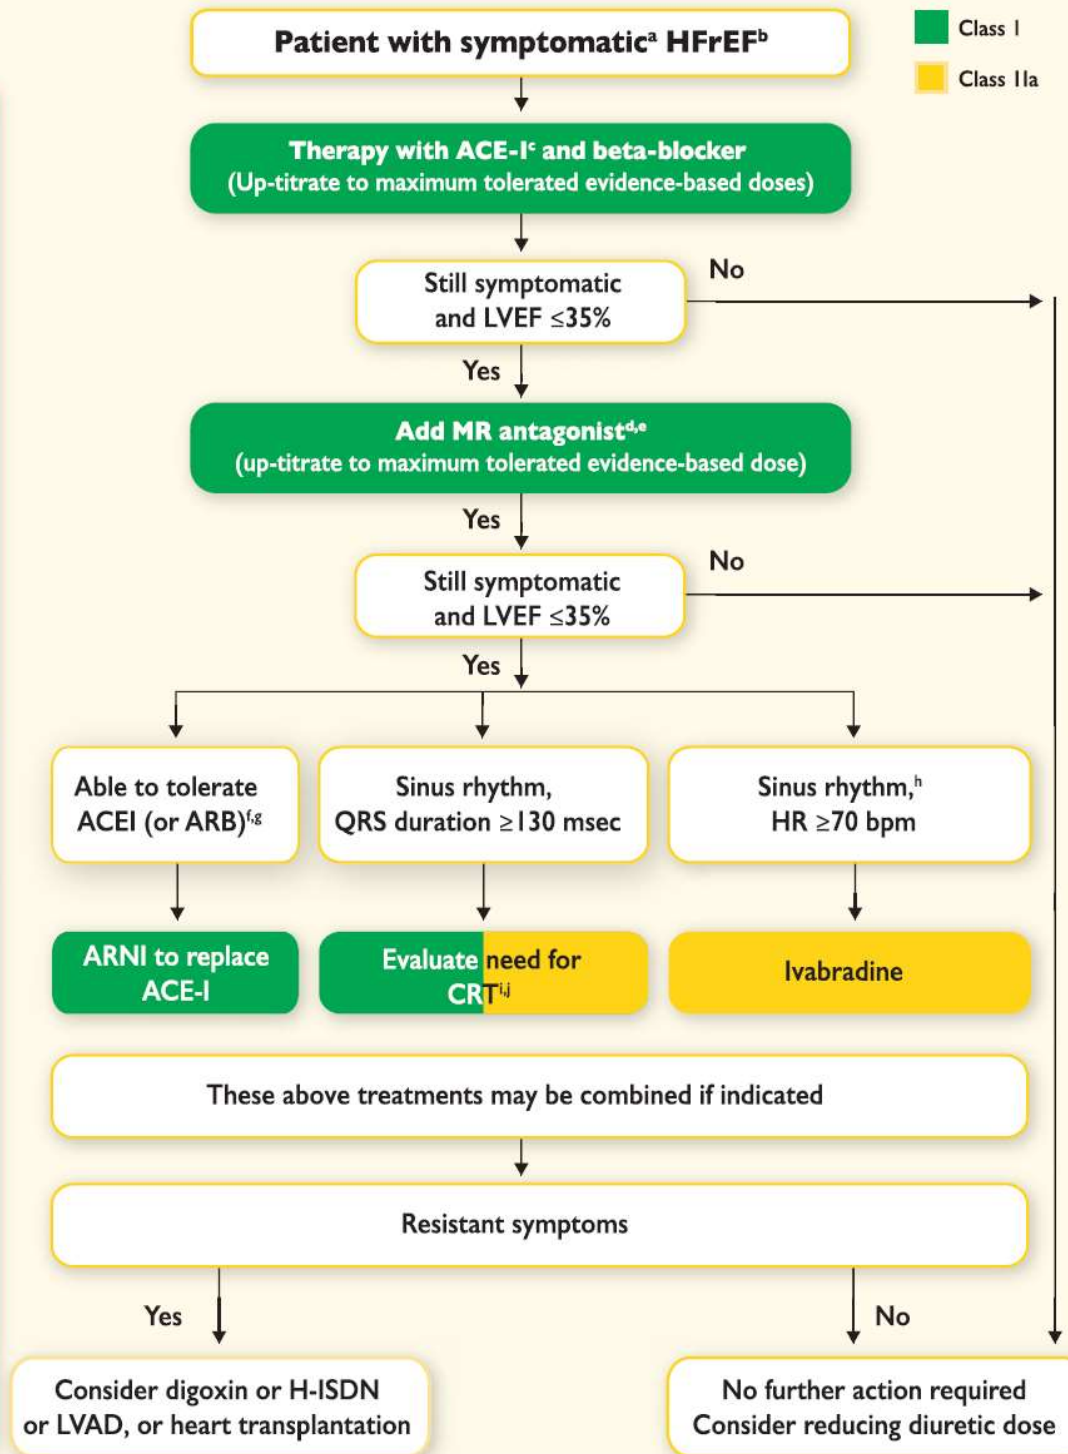 Patient with symptomaticᵃ HFrEFᵇ
Class I
Class IIa
Therapy with ACE-Iᶜ and beta-blocker
(Up-titrate to maximum tolerated evidence-based doses)
Still symptomatic
and LVEF ≤35%
No
Yes
Add MR antagonistᵈ,ᵉ
(up-titrate to maximum tolerated evidence-based dose)
Yes
Still symptomatic
and LVEF ≤35%
No
Yes
Able to tolerate
ACEI (or ARB)ᶠ,ᵍ
Sinus rhythm,
QRS duration ≥130 msec
Sinus rhythm,ʰ
HR ≥70 bpm
ARNI to replace
ACE-I
Evaluate need for
CRTⁱ,ʲ
Ivabradine
These above treatments may be combined if indicated
Resistant symptoms
Yes
No
Consider digoxin or H-ISDN
or LVAD, or heart transplantation
No further action required
Consider reducing diuretic dose